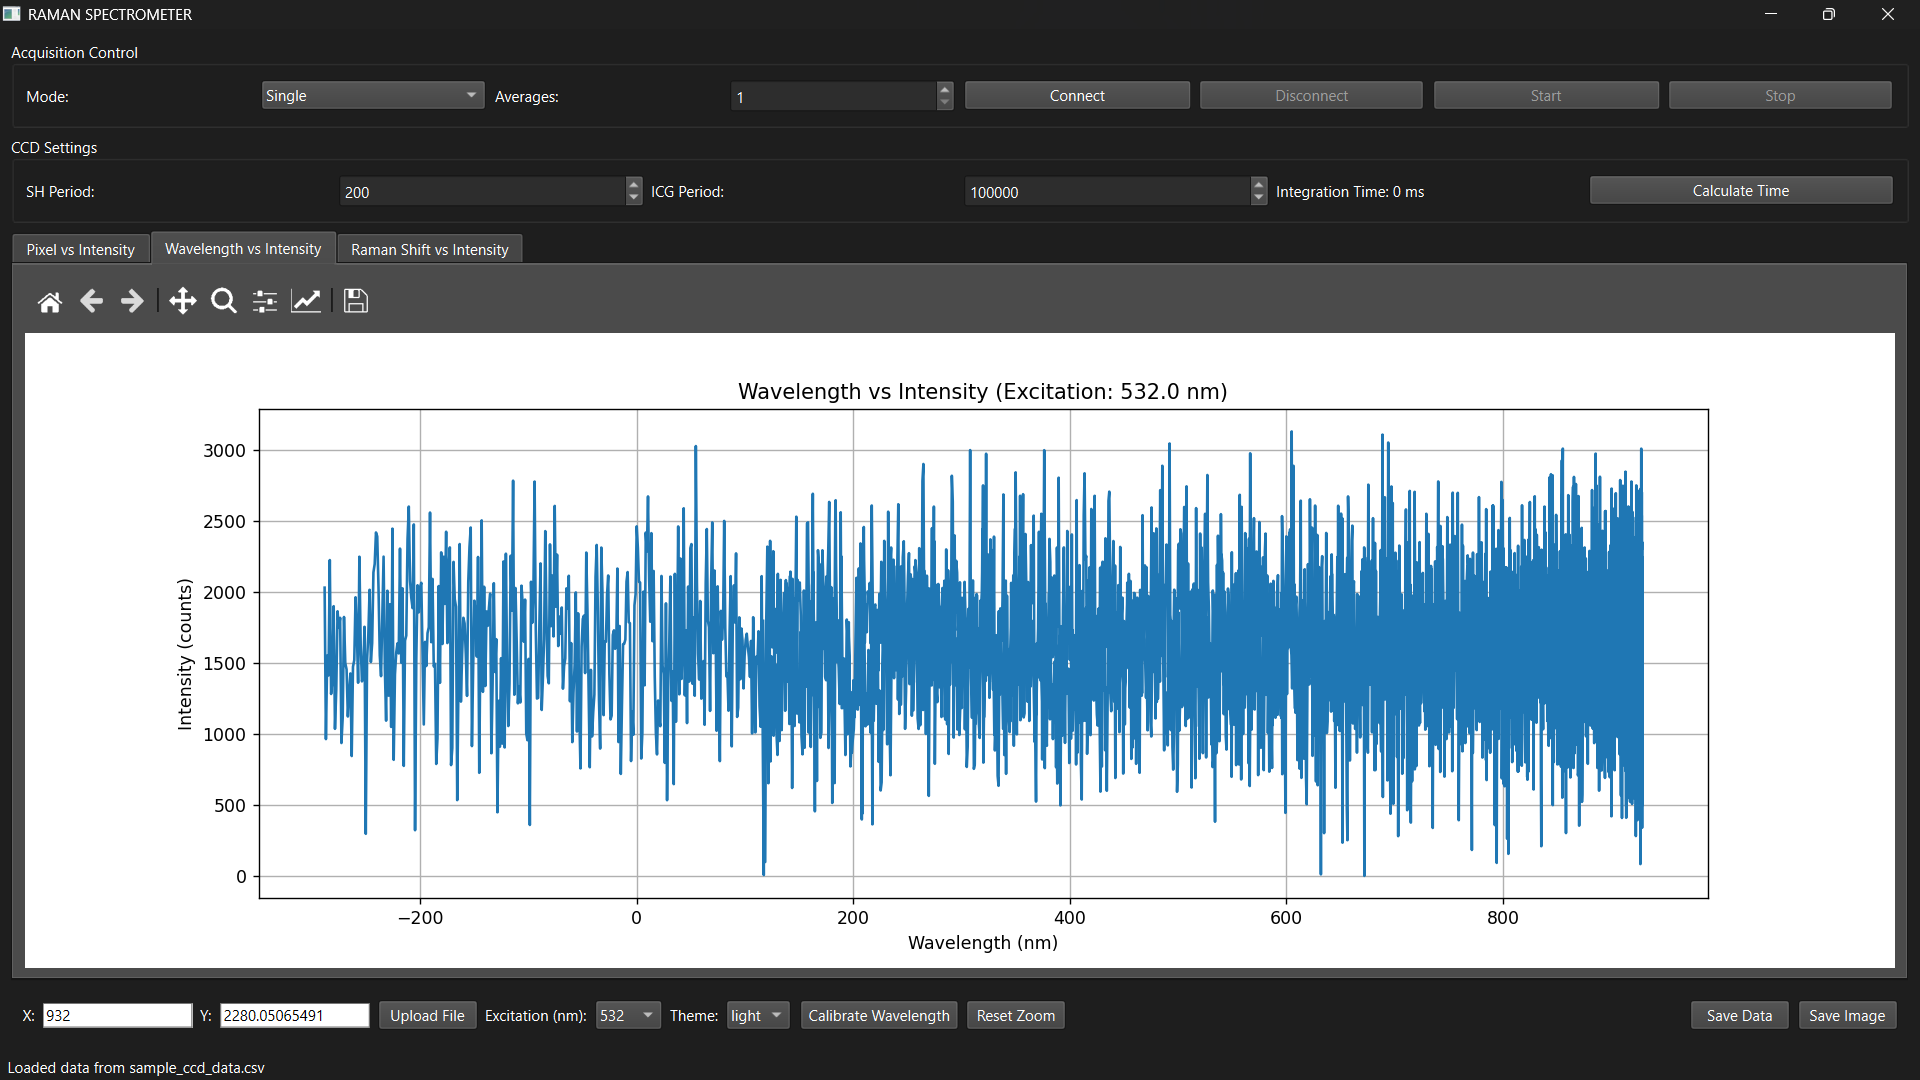 RAMAN SPECTROMETER
Acquisition Control
Mode: Single Averages: 1 Connect Disconnect Start Stop
CCD Settings
SH Period: 200 ICG Period: 100000 Integration Time: 0 ms Calculate Time
Pixel vs Intensity Wavelength vs Intensity Raman Shift vs Intensity
Wavelength vs Intensity (Excitation: 532.0 nm)
Intensity (counts)
3000
2500
2000
1500
1000
500
0
−200 0 200 400 600 800
Wavelength (nm)
X: 932 Y: 2280.05065491 Upload File Excitation (nm): 532 Theme: light Calibrate Wavelength Reset Zoom Save Data Save Image
Loaded data from sample_ccd_data.csv